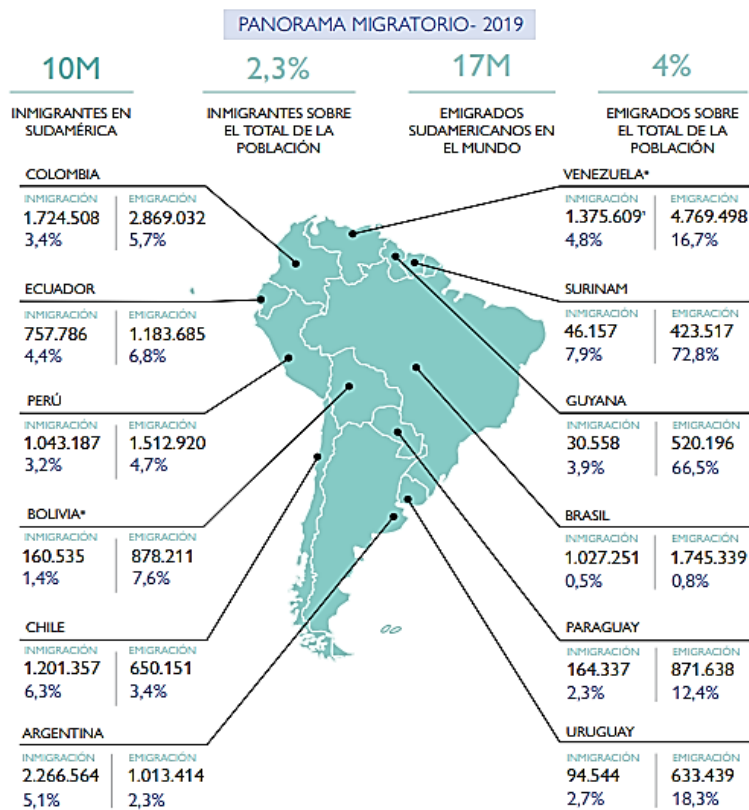 PANORAMA MIGRATORIO- 2019
10M
INMIGRANTES EN
SUDAMÉRICA
2,3%
INMIGRANTES SOBRE
EL TOTAL DE LA
POBLACIÓN
17M
EMIGRADOS
SUDAMERICANOS EN
EL MUNDO
4%
EMIGRADOS SOBRE
EL TOTAL DE LA
POBLACIÓN
COLOMBIA
INMIGRACIÓN EMIGRACIÓN
1.724.508 2.869.032
3,4% 5,7%
ECUADOR
INMIGRACIÓN EMIGRACIÓN
757.786 1.183.685
4,4% 6,8%
PERÚ
INMIGRACIÓN EMIGRACIÓN
1.043.187 1.512.920
3,2% 4,7%
BOLIVIA*
INMIGRACIÓN EMIGRACIÓN
160.535 878.211
1,4% 7,6%
CHILE
INMIGRACIÓN EMIGRACIÓN
1.201.357 650.151
6,3% 3,4%
ARGENTINA
INMIGRACIÓN EMIGRACIÓN
2.266.564 1.013.414
5,1% 2,3%
VENEZUELA*
INMIGRACIÓN EMIGRACIÓN
1.375.609¹ 4.769.498
4,8% 16,7%
SURINAM
INMIGRACIÓN EMIGRACIÓN
46.157 423.517
7,9% 72,8%
GUYANA
INMIGRACIÓN EMIGRACIÓN
30.558 520.196
3,9% 66,5%
BRASIL
INMIGRACIÓN EMIGRACIÓN
1.027.251 1.745.339
0,5% 0,8%
PARAGUAY
INMIGRACIÓN EMIGRACIÓN
164.337 871.638
2,3% 12,4%
URUGUAY
INMIGRACIÓN EMIGRACIÓN
94.544 633.439
2,7% 18,3%